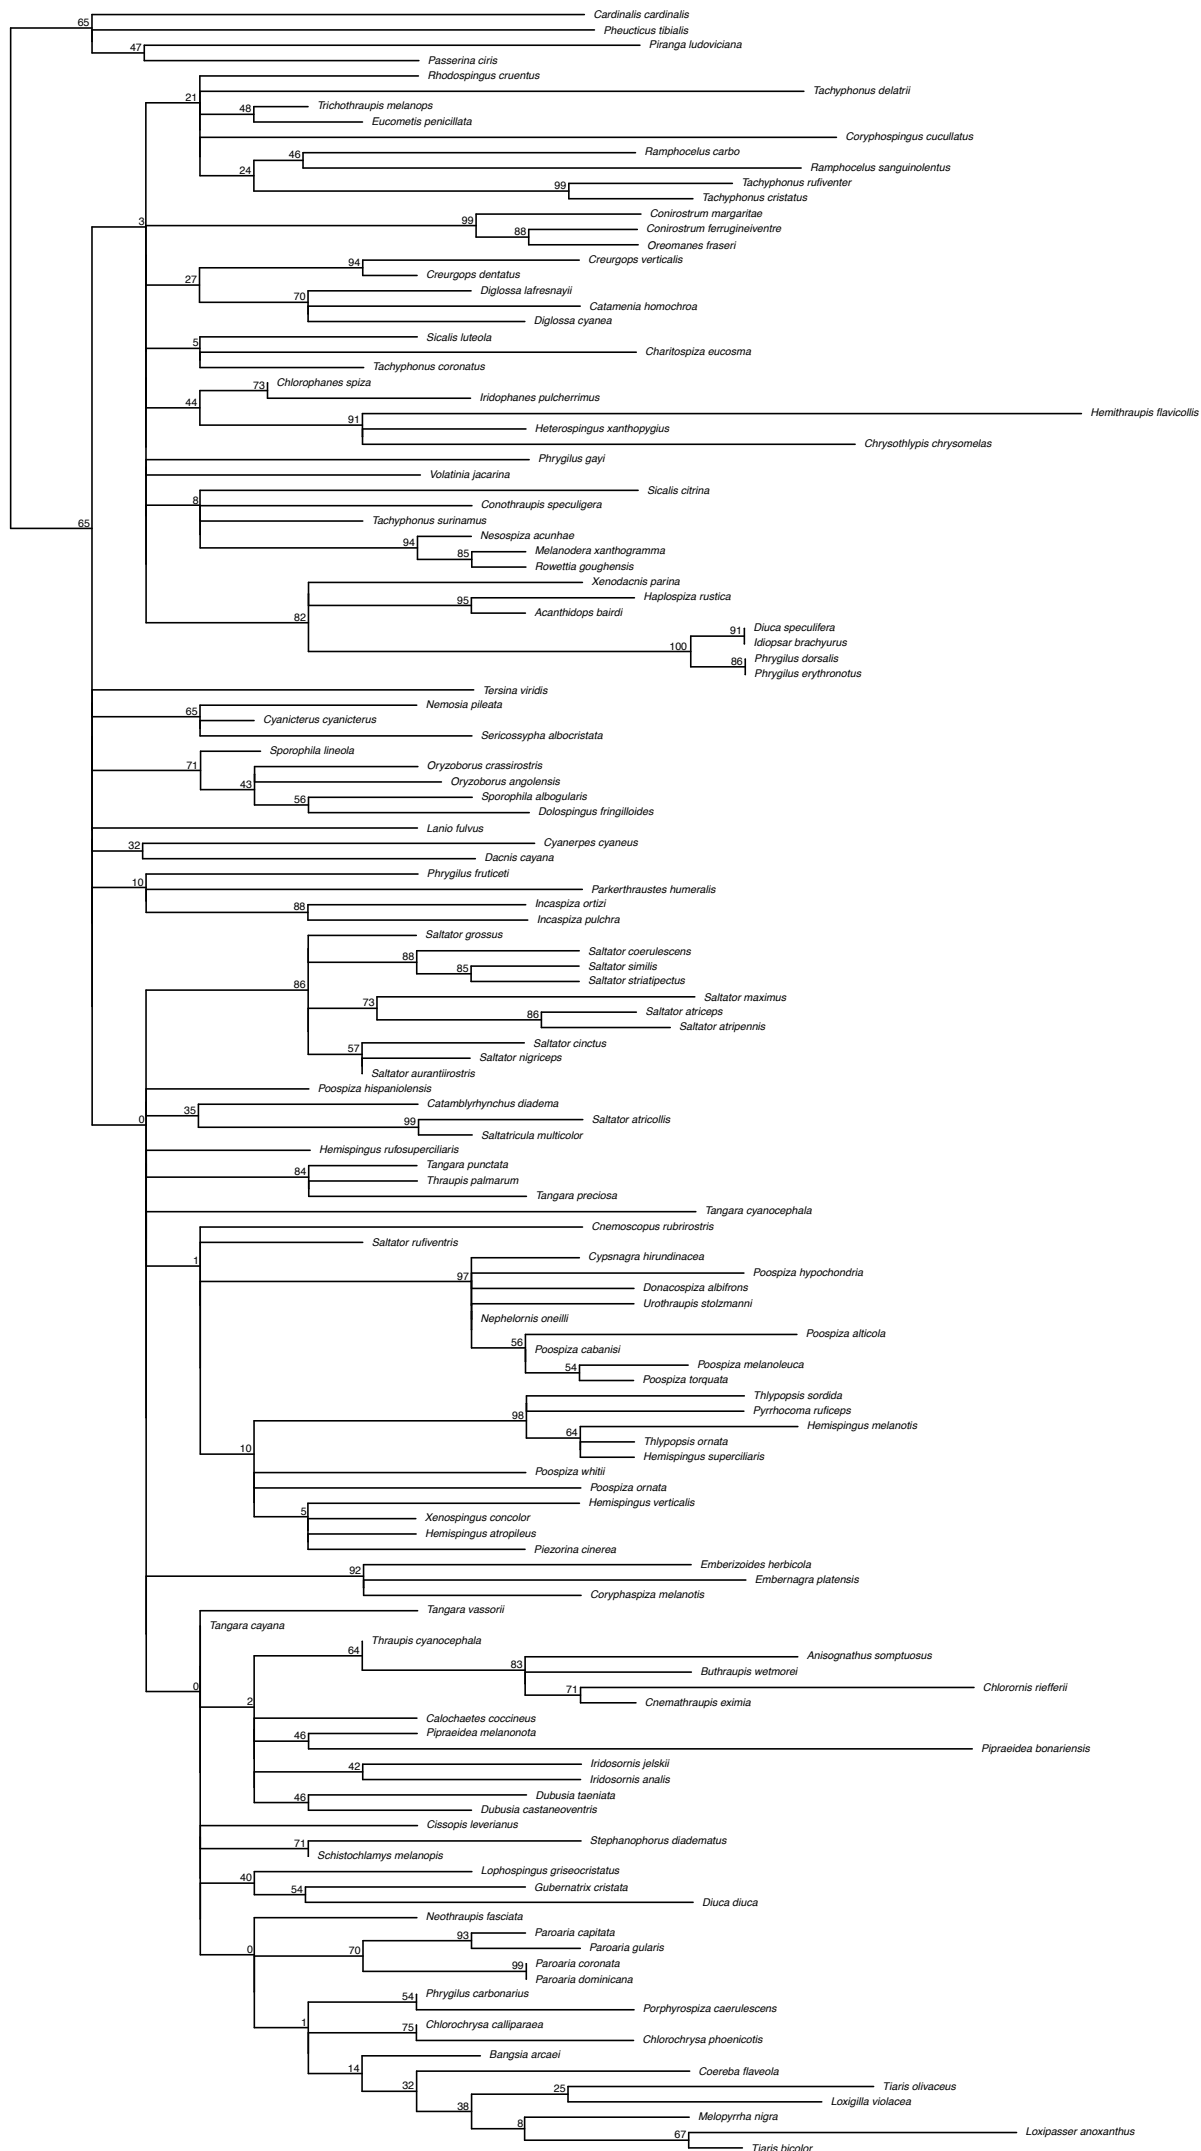 Cardinalis cardinalis
65
Pheucticus tibialis
Piranga ludoviciana
47
Passerina ciris
Rhodospingus cruentus
Tachyphonus delatrii
21
Trichothraupis melanops
48
Eucometis penicillata
Coryphospingus cucullatus
Ramphocelus carbo
46
Ramphocelus sanguinolentus
24
Tachyphonus rufiventer
99
Tachyphonus cristatus
Conirostrum margaritae
3
99
Conirostrum ferrugineiventre
88
Oreomanes fraseri
Creurgops verticalis
94
Creurgops dentatus
27
Diglossa lafresnayii
70
Catamenia homochroa
Diglossa cyanea
Sicalis luteola
5
Charitospiza eucosma
Tachyphonus coronatus
Chlorophanes spiza
73
Iridophanes pulcherrimus
44
Hemithraupis flavicollis
91
Heterospingus xanthopygius
Chrysothlypis chrysomelas
Phrygilus gayi
Volatinia jacarina
Sicalis citrina
8
Conothraupis speculigera
Tachyphonus surinamus
65
Nesospiza acunhae
94
Melanodera xanthogramma
85
Rowettia goughensis
Xenodacnis parina
Haplospiza rustica
95
Acanthidops bairdi
82
Diuca speculifera
91
Idiopsar brachyurus
100
Phrygilus dorsalis
86
Phrygilus erythronotus
Tersina viridis
Nemosia pileata
65
Cyanicterus cyanicterus
Sericossypha albocristata
Sporophila lineola
71
Oryzoborus crassirostris
43
Oryzoborus angolensis
Sporophila albogularis
56
Dolospingus fringilloides
Lanio fulvus
Cyanerpes cyaneus
32
Dacnis cayana
Phrygilus fruticeti
10
Parkerthraustes humeralis
Incaspiza ortizi
88
Incaspiza pulchra
Saltator grossus
Saltator coerulescens
88
Saltator similis
85
Saltator striatipectus
86
Saltator maximus
73
Saltator atriceps
86
Saltator atripennis
Saltator cinctus
57
Saltator nigriceps
Saltator aurantiirostris
Poospiza hispaniolensis
Catamblyrhynchus diadema
35
0
Saltator atricollis
99
Saltatricula multicolor
Hemispingus rufosuperciliaris
Tangara punctata
84
Thraupis palmarum
Tangara preciosa
Tangara cyanocephala
Cnemoscopus rubrirostris
Saltator rufiventris
1
Cypsnagra hirundinacea
97
Poospiza hypochondria
Donacospiza albifrons
Urothraupis stolzmanni
Nephelornis oneilli
Poospiza alticola
56
Poospiza cabanisi
Poospiza melanoleuca
54
Poospiza torquata
Thlypopsis sordida
98
Pyrrhocoma ruficeps
Hemispingus melanotis
64
Thlypopsis ornata
10
Hemispingus superciliaris
Poospiza whitii
Poospiza ornata
Hemispingus verticalis
5
Xenospingus concolor
Hemispingus atropileus
Piezorina cinerea
Emberizoides herbicola
92
Embernagra platensis
Coryphaspiza melanotis
Tangara vassorii
Tangara cayana
Thraupis cyanocephala
64
Anisognathus somptuosus
83
Buthraupis wetmorei
0
Chlorornis riefferii
71
2
Cnemathraupis eximia
Calochaetes coccineus
Pipraeidea melanonota
46
Pipraeidea bonariensis
Iridosornis jelskii
42
Iridosornis analis
Dubusia taeniata
46
Dubusia castaneoventris
Cissopis leverianus
Stephanophorus diadematus
71
Schistochlamys melanopis
Lophospingus griseocristatus
40
Gubernatrix cristata
54
Diuca diuca
Neothraupis fasciata
Paroaria capitata
93
0
70
Paroaria gularis
Paroaria coronata
99
Paroaria dominicana
Phrygilus carbonarius
54
Porphyrospiza caerulescens
1
Chlorochrysa calliparaea
75
Chlorochrysa phoenicotis
Bangsia arcaei
14
Coereba flaveola
32
Tiaris olivaceus
25
Loxigilla violacea
38
Melopyrrha nigra
8
Loxipasser anoxanthus
67
Tiaris bicolor